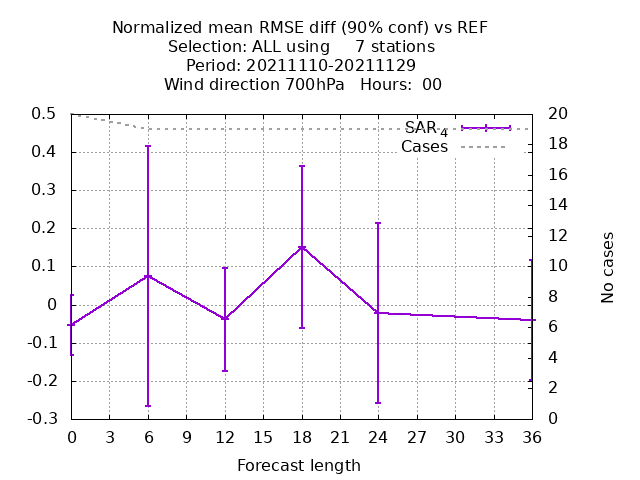 Normalized mean RMSE diff (90% conf) vs REF
Selection: ALL using     7 stations
Period: 20211110-20211129
Wind direction 700hPa   Hours:  00
0.5
0.4
0.3
0.2
0.1
0
-0.1
-0.2
-0.3
20
18
16
14
12
10
8
6
4
2
0
SAR4
Cases
No cases
0 3 6 9 12 15 18 21 24 27 30 33 36
Forecast length